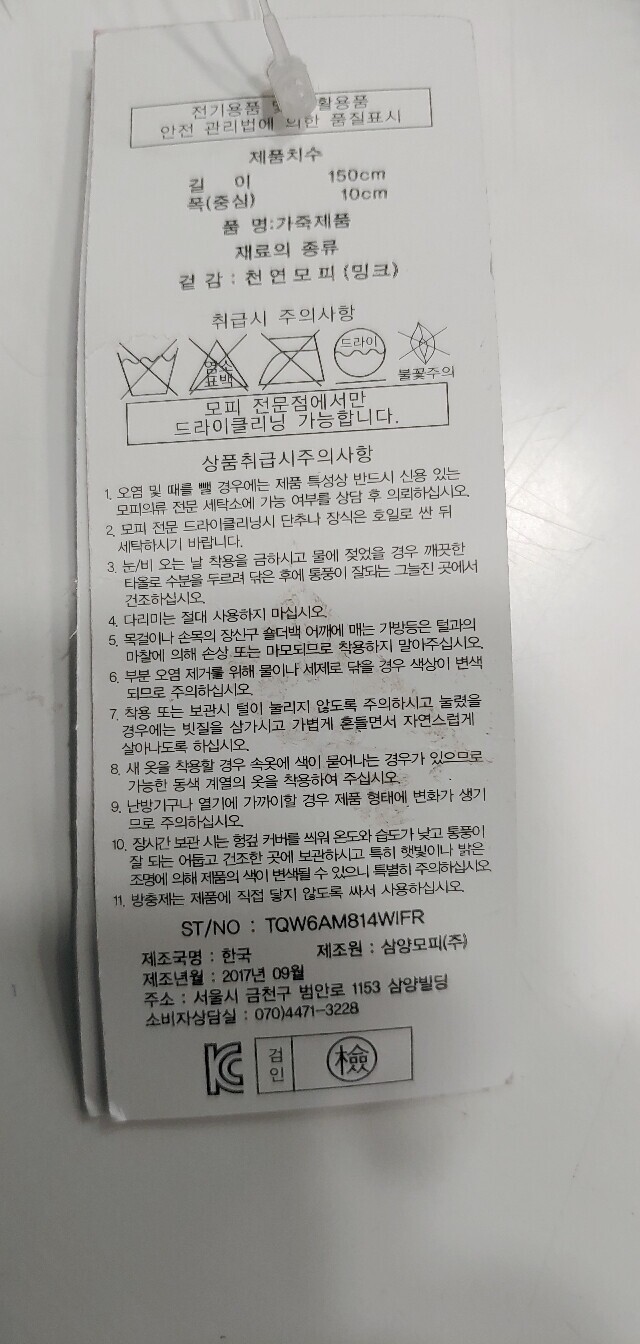 전기용품 및 활용품
안전 관리법에 의한 품질표시
제품치수
길 이 150cm
폭(중심) 10cm
품 명:가죽제품
재료의 종류
겉 감 : 천연모피(밍크)
취급시 주의사항
염소
표백
드라이
불꽃주의
모피 전문점에서만
드라이클리닝 가능합니다.
상품취급시주의사항
1. 오염 및 때를 뺄 경우에는 제품 특성상 반드시 신용 있는
모피의류 전문 세탁소에 가능 여부를 상담 후 의뢰하십시오.
2. 모피 전문 드라이클리닝시 단추나 장식은 호일로 싼 뒤
세탁하시기 바랍니다.
3. 눈/비 오는 날 착용을 금하시고 물에 젖었을 경우 깨끗한
타올로 수분을 두르려 닦은 후에 통풍이 잘되는 그늘진 곳에서
건조하십시오.
4. 다리미는 절대 사용하지 마십시오.
5. 목걸이나 손목의 장신구 숄더백 어깨에 매는 가방등은 털과의
마찰에 의해 손상 또는 마모되므로 착용하지 말아주십시오.
6. 부분 오염 제거를 위해 물이나 세제로 닦을 경우 색상이 변색
되므로 주의하십시오.
7. 착용 또는 보관시 털이 눌리지 않도록 주의하시고 눌렸을
경우에는 빗질을 삼가시고 가볍게 흔들면서 자연스럽게
살아나도록 하십시오.
8. 새 옷을 착용할 경우 속옷에 색이 묻어나는 경우가 있으므로
가능한 동색 계열의 옷을 착용하여 주십시오.
9. 난방기구나 열기에 가까이할 경우 제품 형태에 변화가 생기
므로 주의하십시오.
10. 장시간 보관 시는 헝겊 커버를 씌워 온도와 습도가 낮고 통풍이
잘 되는 어둡고 건조한 곳에 보관하시고 특히 햇빛이나 밝은
조명에 의해 제품의 색이 변색될 수 있으니 특별히 주의하십시오.
11. 방충제는 제품에 직접 닿지 않도록 싸서 사용하십시오.
ST/NO : TQW6AM814WIFR
제조국명 : 한국 제조원 : 삼양모피(주)
제조년월 : 2017년 09월
주소 : 서울시 금천구 범안로 1153 삼양빌딩
소비자상담실 : 070)4471-3228
KC 검인 檢